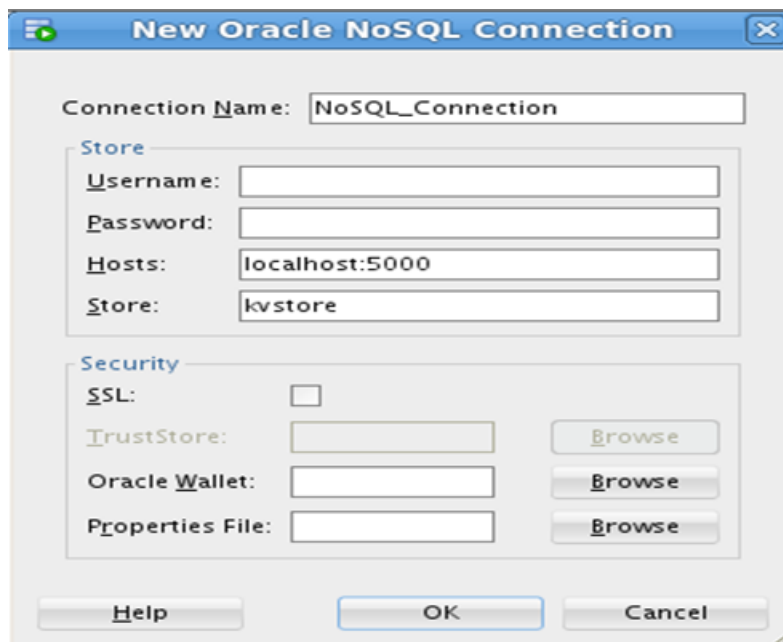 New Oracle NoSQL Connection
Connection Name: NoSQL_Connection
Store
Username:
Password:
Hosts: localhost:5000
Store: kvstore
Security
SSL:
TrustStore: Browse
Oracle Wallet: Browse
Properties File: Browse
Help OK Cancel